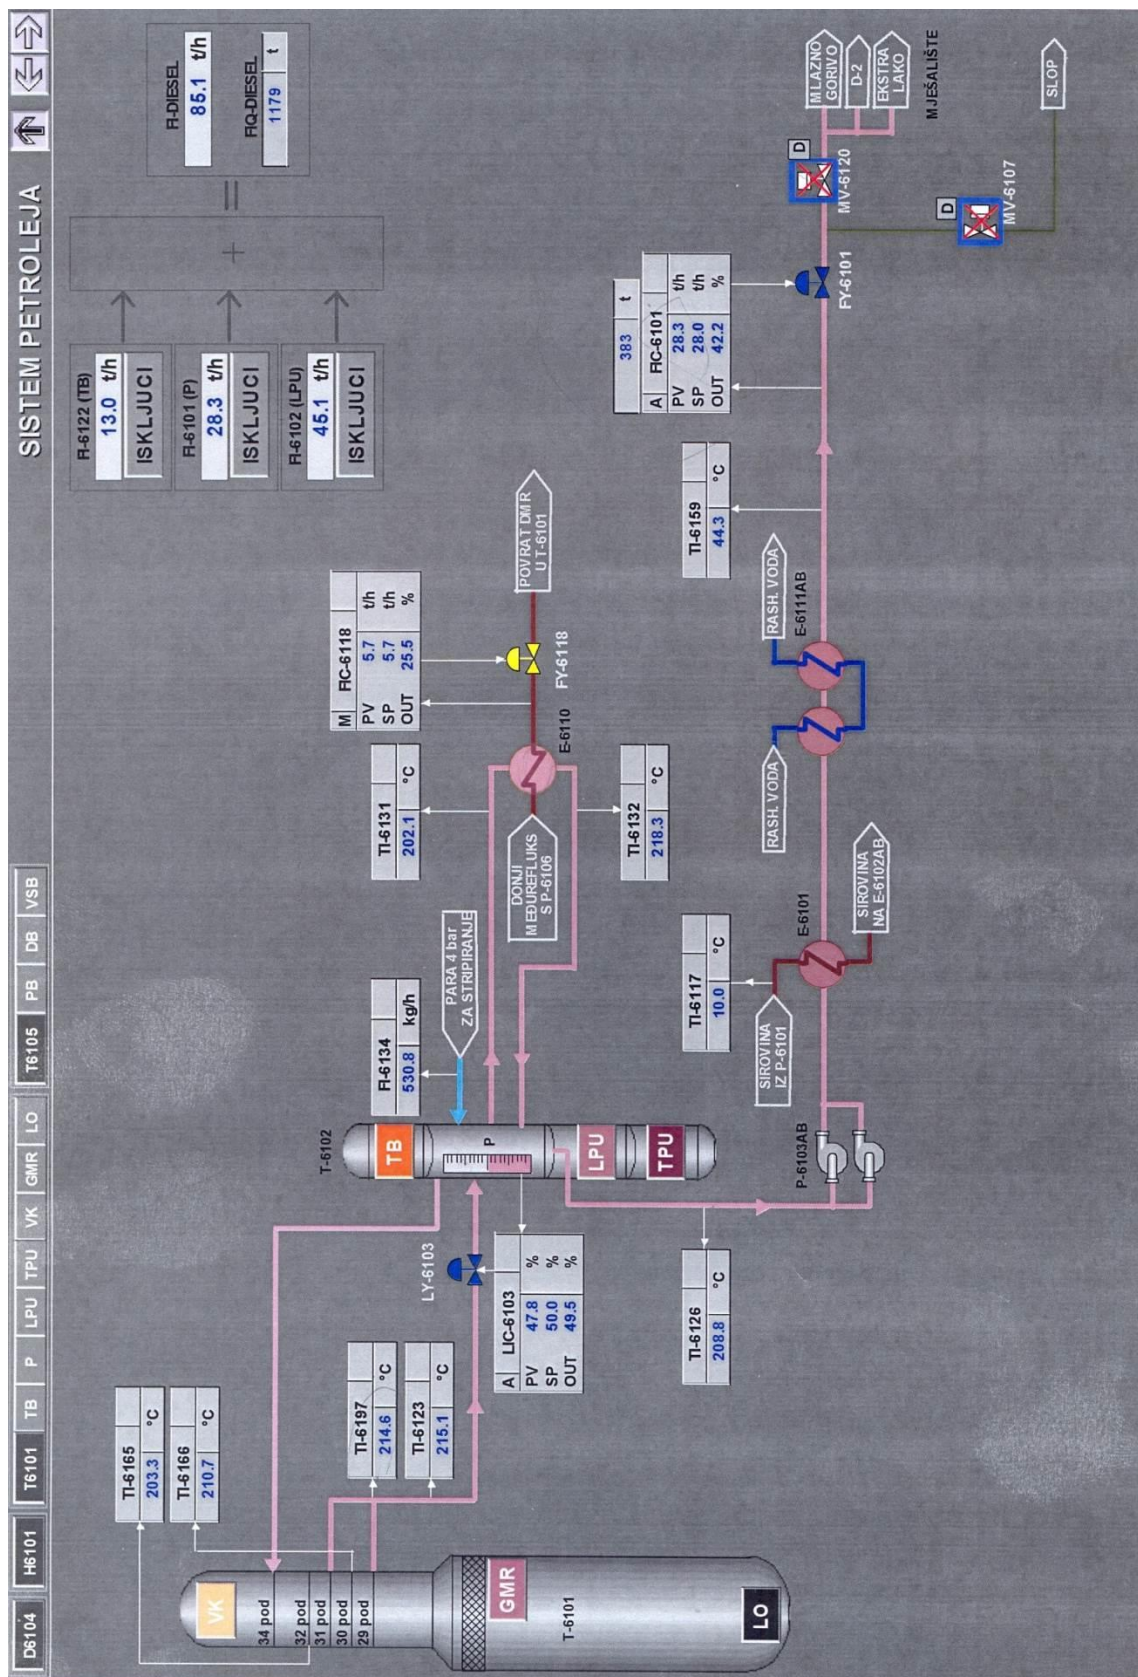 SISTEM PETROLEJA
D6104 H6101 T6101 TB P LPU TPU VK GMR LO T6105 PB DB VSB
FI-6122 (TB)
13.0 t/h
ISKLJUCI
FI-6101 (P)
28.3 t/h
ISKLJUCI
FI-6102 (LPU)
45.1 t/h
ISKLJUCI
+
=
FI-DIESEL
85.1 t/h
FIQ-DIESEL
1179 t
TI-6165
203.3 °C
TI-6166
210.7 °C
VK
34 pod
32 pod
31 pod
30 pod
29 pod
GMR
T-6101
LO
TI-6197
214.6 °C
TI-6123
215.1 °C
LY-6103
A LIC-6103
PV 47.8 %
SP 50.0 %
OUT 49.5 %
T-6102
TB
P
LPU
TPU
FI-6134
530.8 kg/h
PARA 4 bar
ZA STRIPIRANJE
TI-6131
202.1 °C
M FIC-6118
PV 5.7 t/h
SP 5.7 t/h
OUT 25.5 %
DONJI
MEĐUREFLUKS
S P-6106
E-6110
FY-6118
POVRAT DMR
U T-6101
TI-6132
218.3 °C
TI-6126
208.8 °C
P-6103AB
TI-6117
10.0 °C
SIROVINA
IZ P-6101
E-6101
SIROVINA
NA E-6102AB
RASH. VODA
RASH. VODA
E-6111AB
TI-6159
44.3 °C
383 t
A FIC-6101
PV 28.3 t/h
SP 28.0 t/h
OUT 42.2 %
FY-6101
D
MV-6120
D
MV-6107
MLAZNO
GORIVO
D-2
EKSTRA
LAKO
MJEŠALIŠTE
SLOP